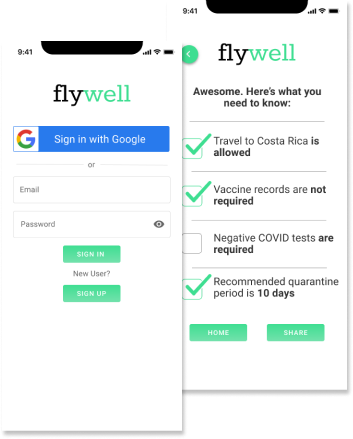 9:41
flywell
Sign in with Google
or
Email
Password
SIGN IN
New User?
SIGN UP
9:41
flywell
Awesome. Here's what you
need to know:
Travel to Costa Rica is
allowed
Vaccine records are not
required
Negative COVID tests are
required
Recommended quarantine
period is 10 days
HOME
SHARE